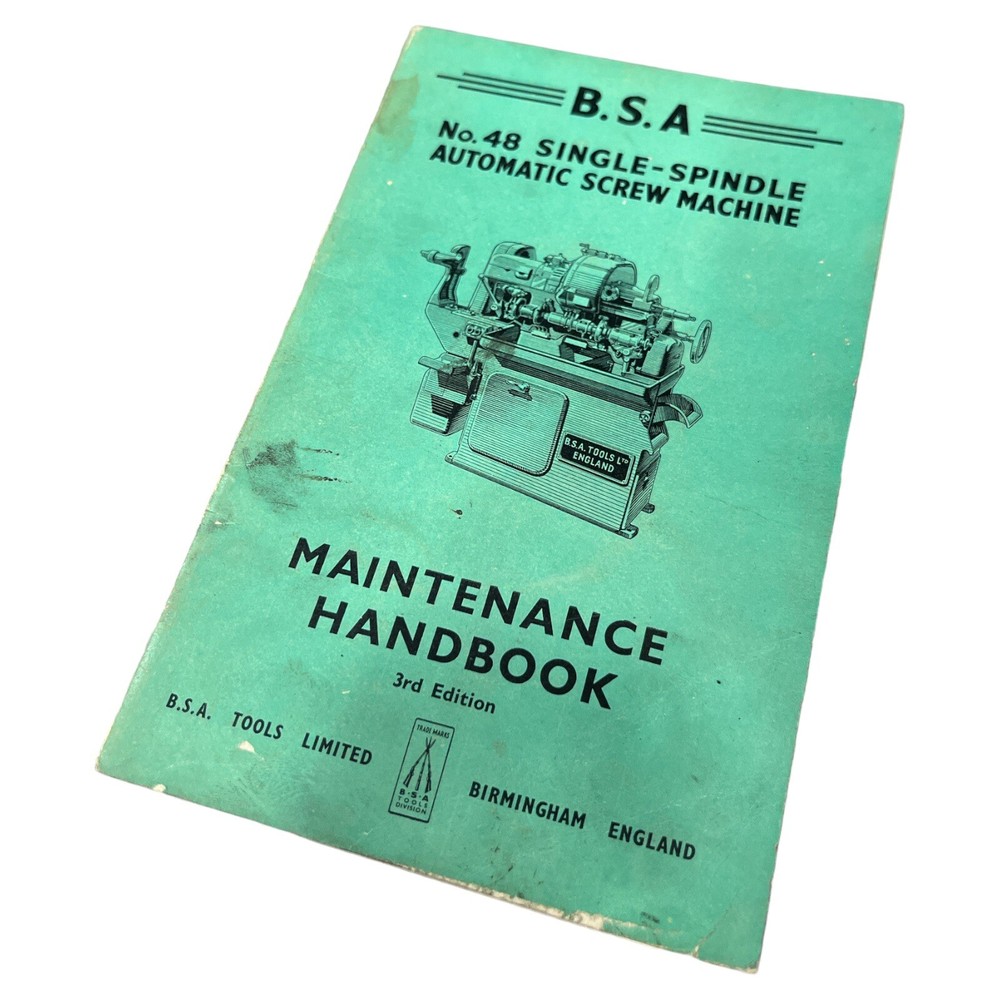 B.S.A
No. 48 SINGLE-SPINDLE
AUTOMATIC SCREW MACHINE
B.S.A. TOOLS LTD
ENGLAND
MAINTENANCE
HANDBOOK
3rd Edition
B.S.A. TOOLS LIMITED
TRADE MARKS
B·S·A
TOOLS
DIVISION
BIRMINGHAM ENGLAND